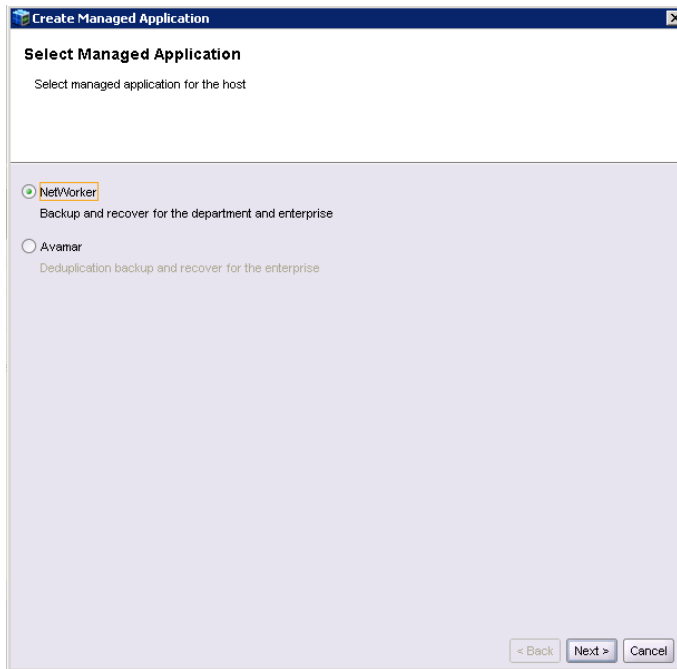 Create Managed Application
Select Managed Application
Select managed application for the host
NetWorker
Backup and recover for the department and enterprise
Avamar
Deduplication backup and recover for the enterprise
< Back Next > Cancel